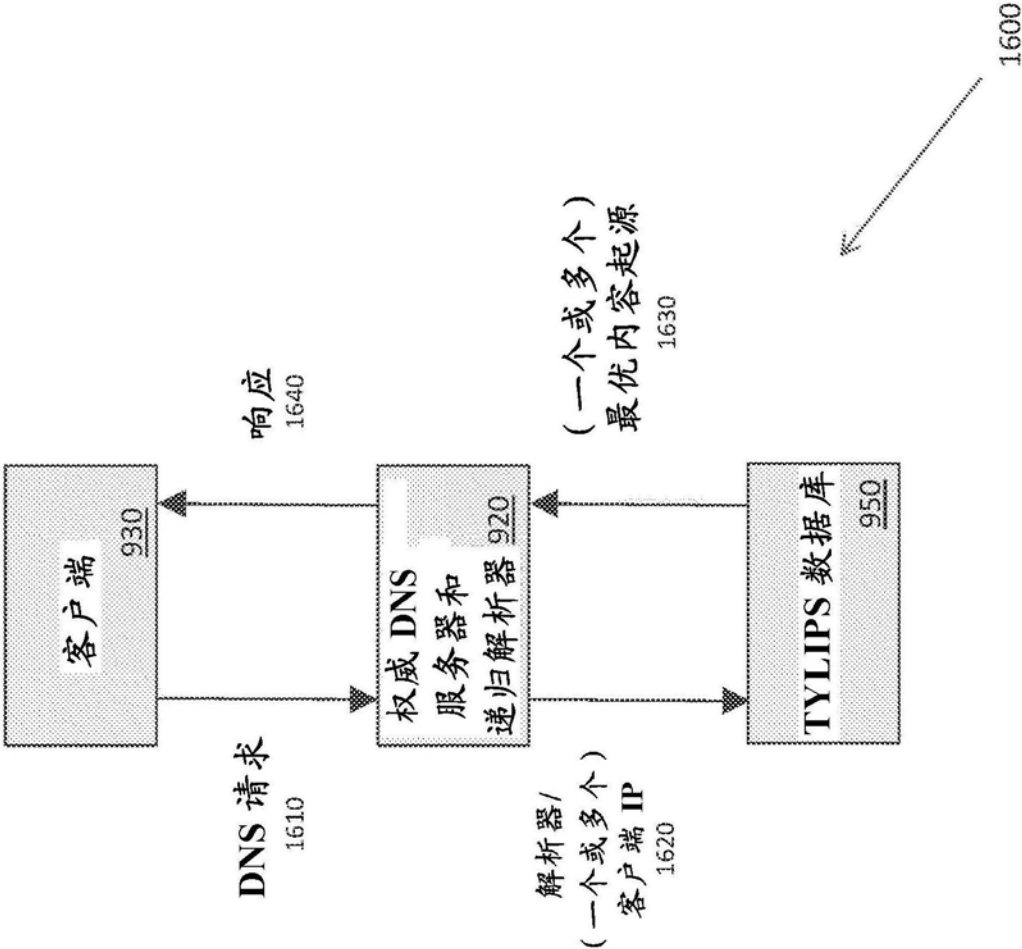 客户端
930
DNS 请求
1610
响应
1640
权威 DNS
服务器和
递归解析器
920
解析器/
(一个或多个)
客户端 IP
1620
(一个或多个)
最优内容起源
1630
TYLIPS 数据库
950
1600